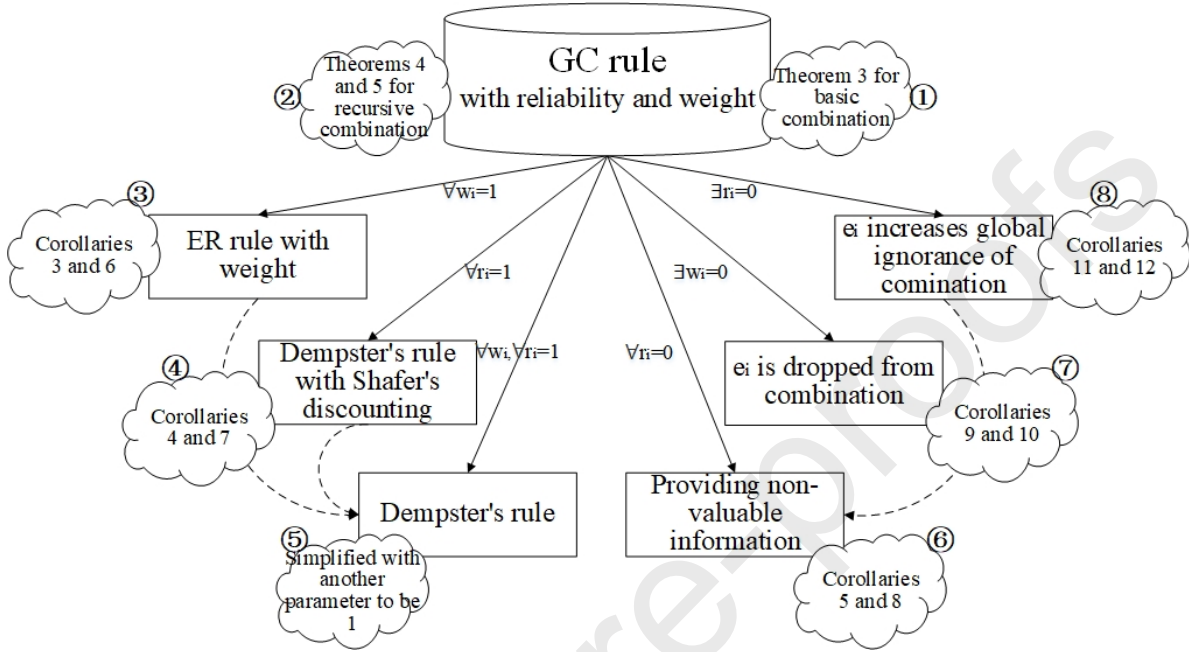 GC rule
with reliability and weight
②
Theorems 4
and 5 for
recursive
combination
Theorem 3 for
basic
combination
①
∀wi=1
∃ri=0
③
Corollaries
3 and 6
ER rule with
weight
∀ri=1
∃wi=0
ei increases global
ignorance of
comination
⑧
Corollaries
11 and 12
∀wi,∀ri=1
∀ri=0
④
Corollaries
4 and 7
Dempster's rule
with Shafer's
discounting
ei is dropped from
combination
⑦
Corollaries
9 and 10
Dempster's rule
Providing non-
valuable
information
⑤
Simplified with
another
parameter to be
1
⑥
Corollaries
5 and 8
re-proofs